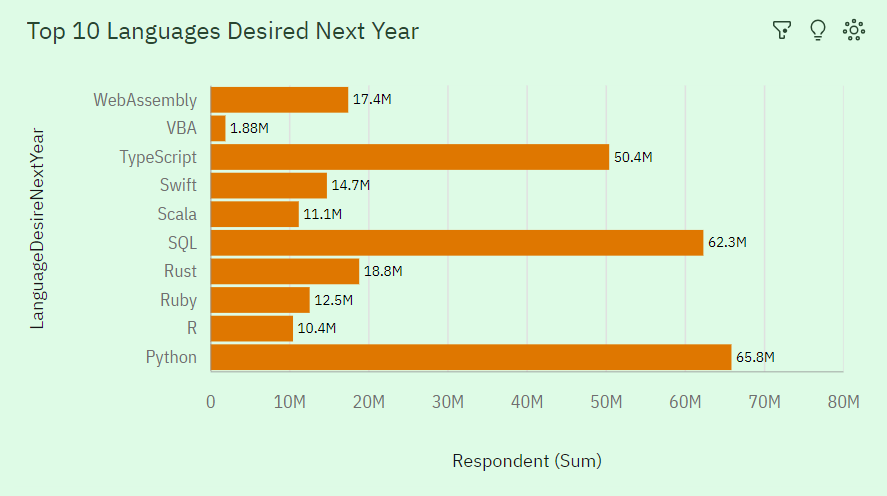 Top 10 Languages Desired Next Year
LanguageDesireNextYear
WebAssembly 17.4M
VBA 1.88M
TypeScript 50.4M
Swift 14.7M
Scala 11.1M
SQL 62.3M
Rust 18.8M
Ruby 12.5M
R 10.4M
Python 65.8M
0 10M 20M 30M 40M 50M 60M 70M 80M
Respondent (Sum)